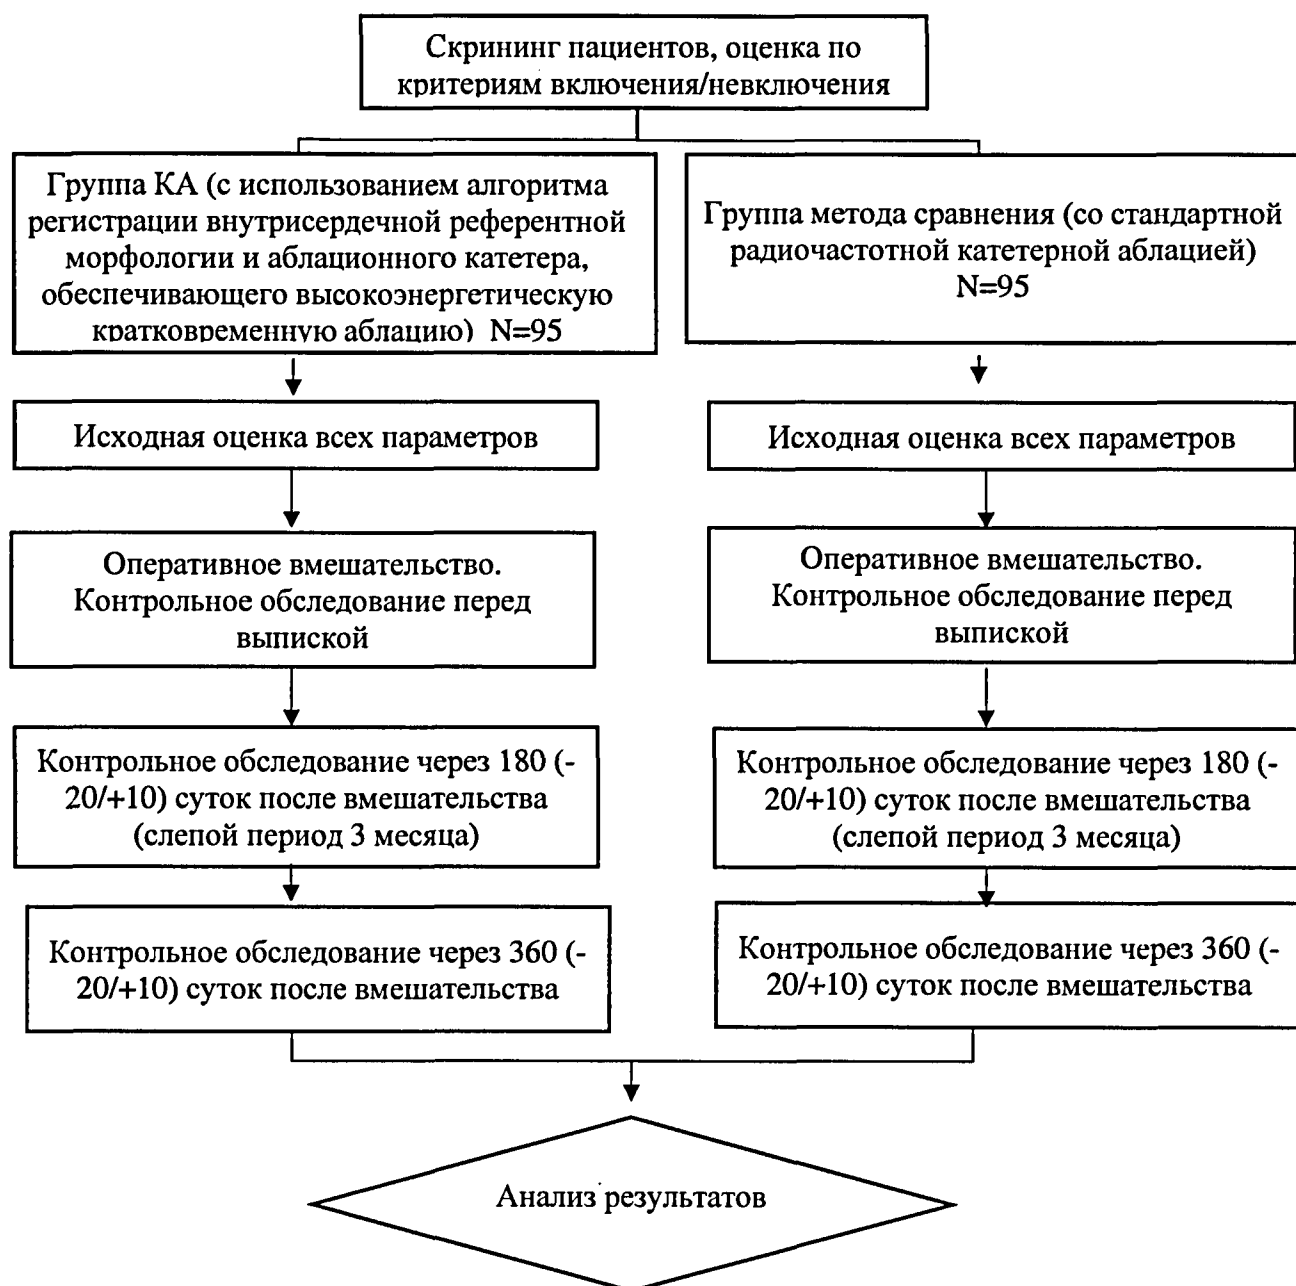 Скрининг пациентов, оценка по
критериям включения/невключения
Группа КА (с использованием алгоритма
регистрации внутрисердечной референтной
морфологии и аблационного катетера,
обеспечивающего высокоэнергетическую
кратковременную аблацию) N=95
Группа метода сравнения (со стандартной
радиочастотной катетерной аблацией)
N=95
Исходная оценка всех параметров
Исходная оценка всех параметров
Оперативное вмешательство.
Контрольное обследование перед
выпиской
Оперативное вмешательство.
Контрольное обследование перед
выпиской
Контрольное обследование через 180 (-
20/+10) суток после вмешательства
(слепой период 3 месяца)
Контрольное обследование через 180 (-
20/+10) суток после вмешательства
(слепой период 3 месяца)
Контрольное обследование через 360 (-
20/+10) суток после вмешательства
Контрольное обследование через 360 (-
20/+10) суток после вмешательства
Анализ результатов